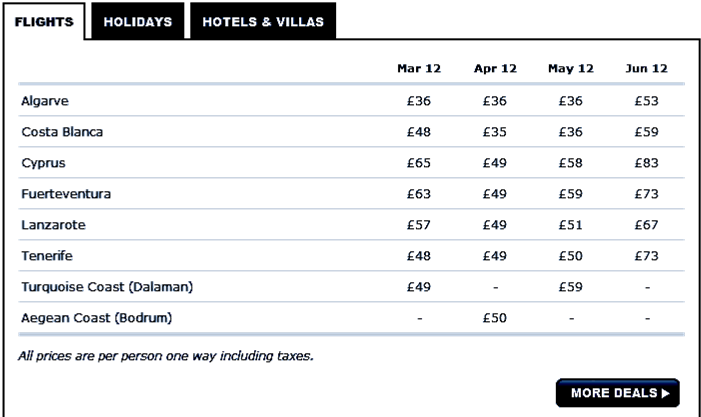 FLIGHTS HOLIDAYS HOTELS & VILLAS
Mar 12 Apr 12 May 12 Jun 12
Algarve £36 £36 £36 £53
Costa Blanca £48 £35 £36 £59
Cyprus £65 £49 £58 £83
Fuerteventura £63 £49 £59 £73
Lanzarote £57 £49 £51 £67
Tenerife £48 £49 £50 £73
Turquoise Coast (Dalaman) £49 - £59 -
Aegean Coast (Bodrum) - £50 - -
All prices are per person one way including taxes.
MORE DEALS